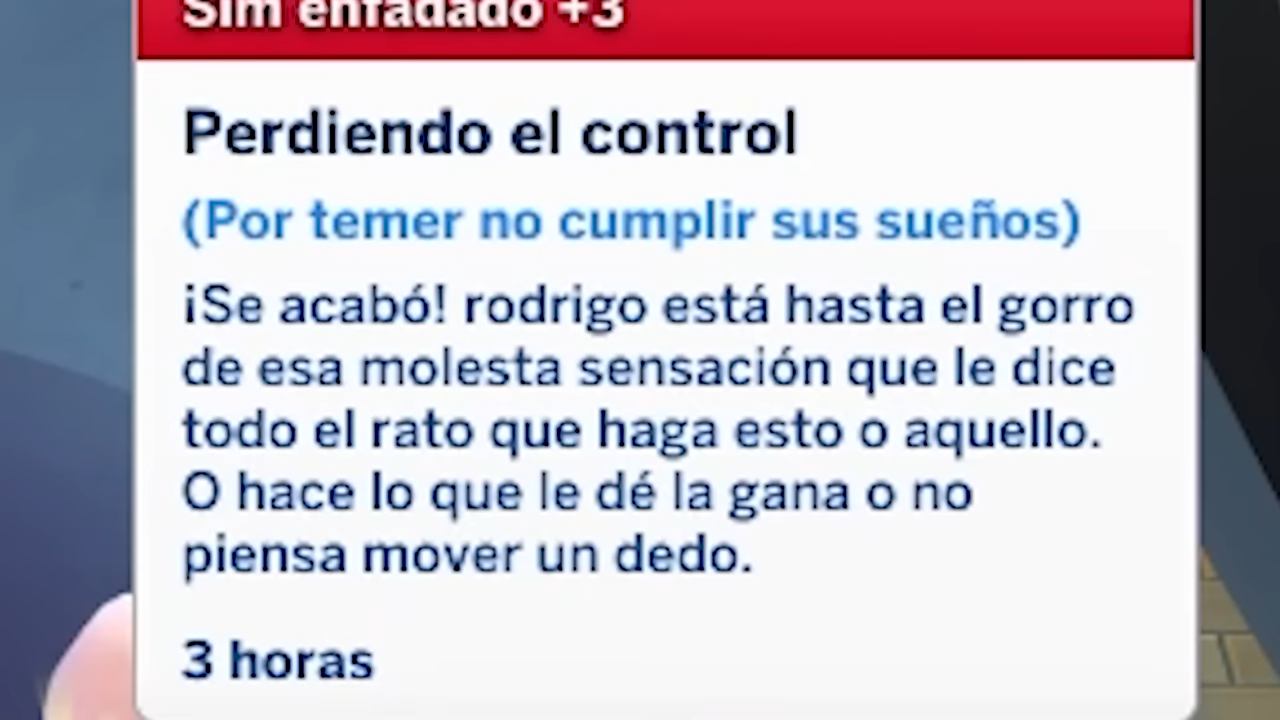 Sim enfadado +3
Perdiendo el control
(Por temer no cumplir sus sueños)
¡Se acabó! rodrigo está hasta el gorro
de esa molesta sensación que le dice
todo el rato que haga esto o aquello.
O hace lo que le dé la gana o no
piensa mover un dedo.
3 horas